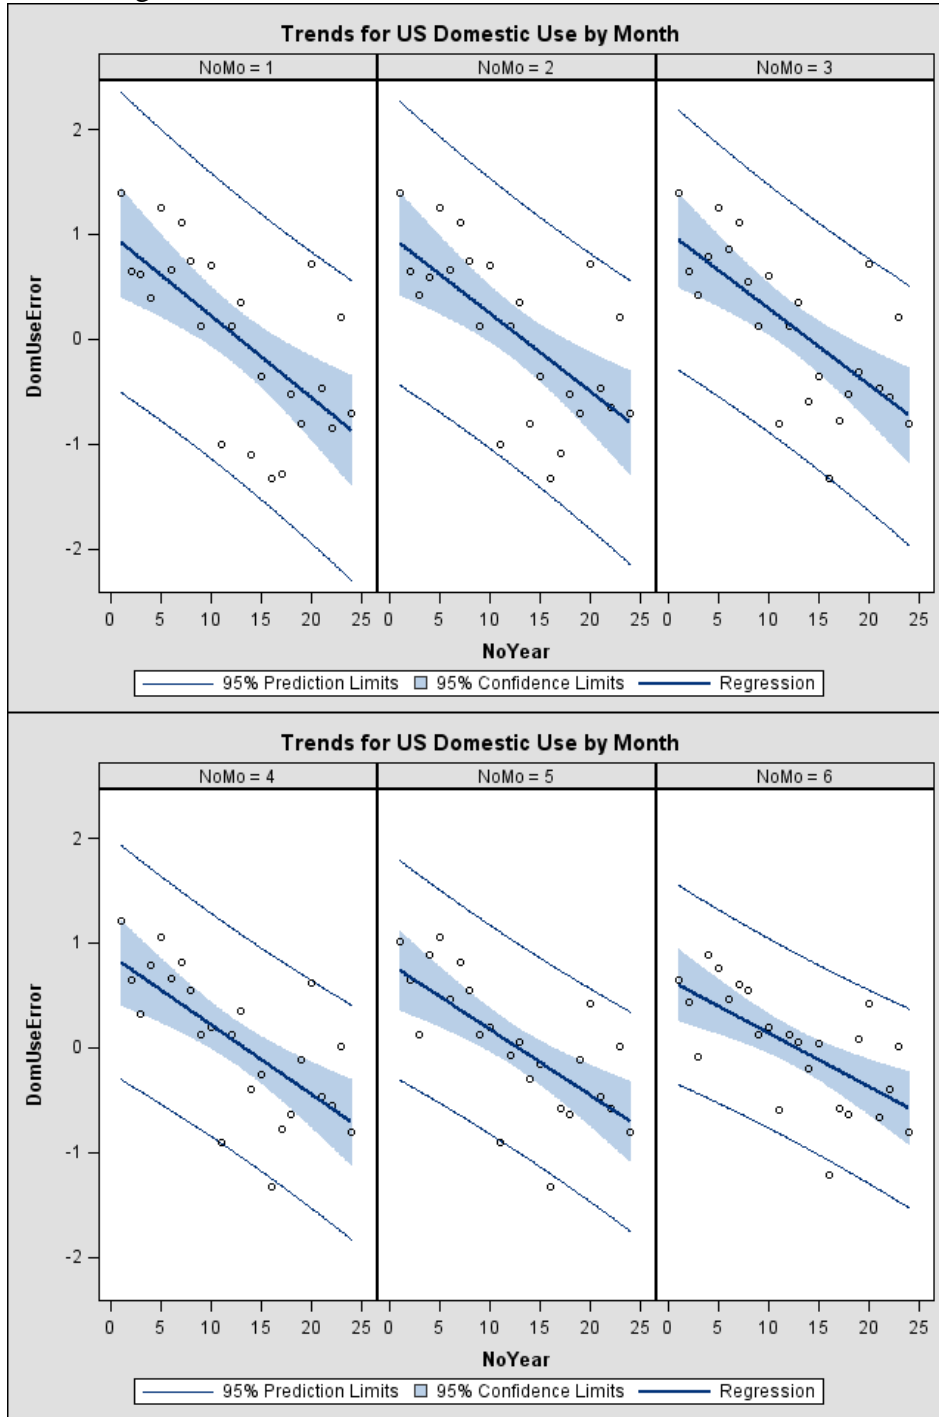 Trends for US Domestic Use by Month
NoMo = 1 NoMo = 2 NoMo = 3
2
1
0
-1
-2
DomUseError
0 5 10 15 20 25 0 5 10 15 20 25 0 5 10 15 20 25
NoYear
95% Prediction Limits 95% Confidence Limits Regression
Trends for US Domestic Use by Month
NoMo = 4 NoMo = 5 NoMo = 6
2
1
0
-1
-2
DomUseError
0 5 10 15 20 25 0 5 10 15 20 25 0 5 10 15 20 25
NoYear
95% Prediction Limits 95% Confidence Limits Regression